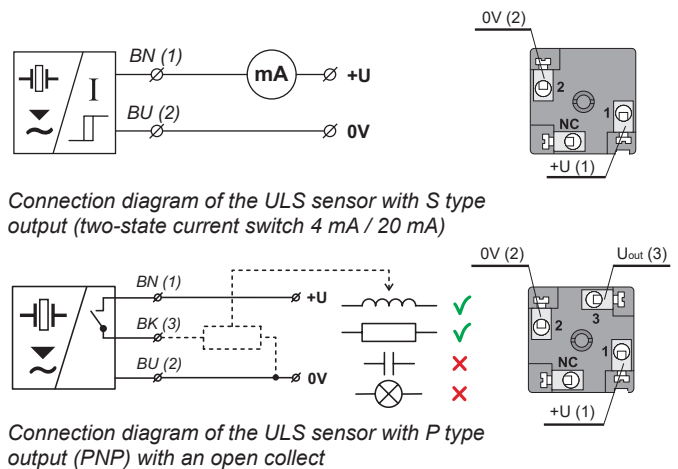 0V (2)
BN (1)
mA
+U
2
1
I
BU (2)
0V
NC
+U (1)
Connection diagram of the ULS sensor with S type
output (two-state current switch 4 mA / 20 mA)
0V (2)
Uout (3)
BN (1)
+U
3
2
BK (3)
1
BU (2)
0V
NC
+U (1)
Connection diagram of the ULS sensor with P type
output (PNP) with an open collect